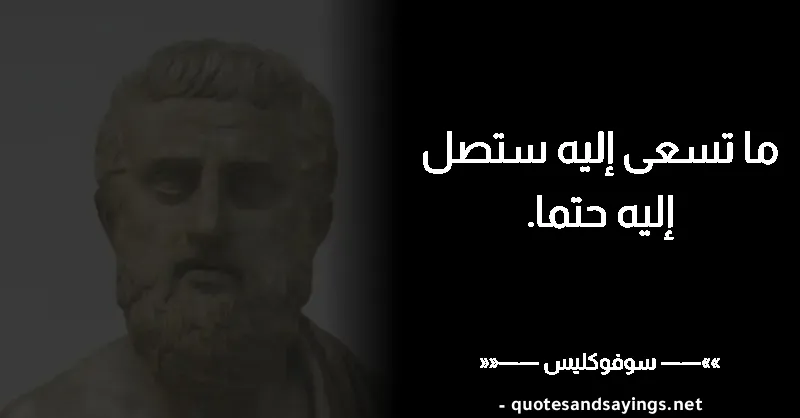 ما تسعى إليه ستصل
إليه حتما.
»—— سوفوكليس ——««
- quotesandsayings.net